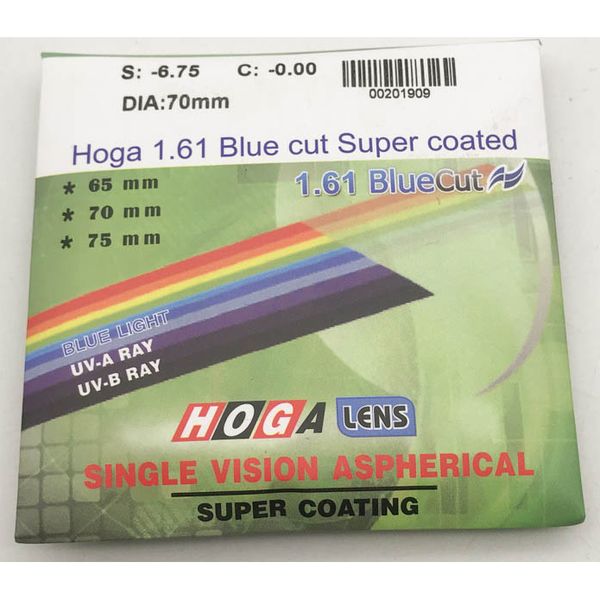 S: -6.75 C: -0.00
DIA:70mm
00201909
Hoga 1.61 Blue cut Super coated
* 65 mm
* 70 mm
* 75 mm
1.61 BlueCut
BLUE LIGHT
UV-A RAY
UV-B RAY
HOGA LENS
SINGLE VISION ASPHERICAL
SUPER COATING